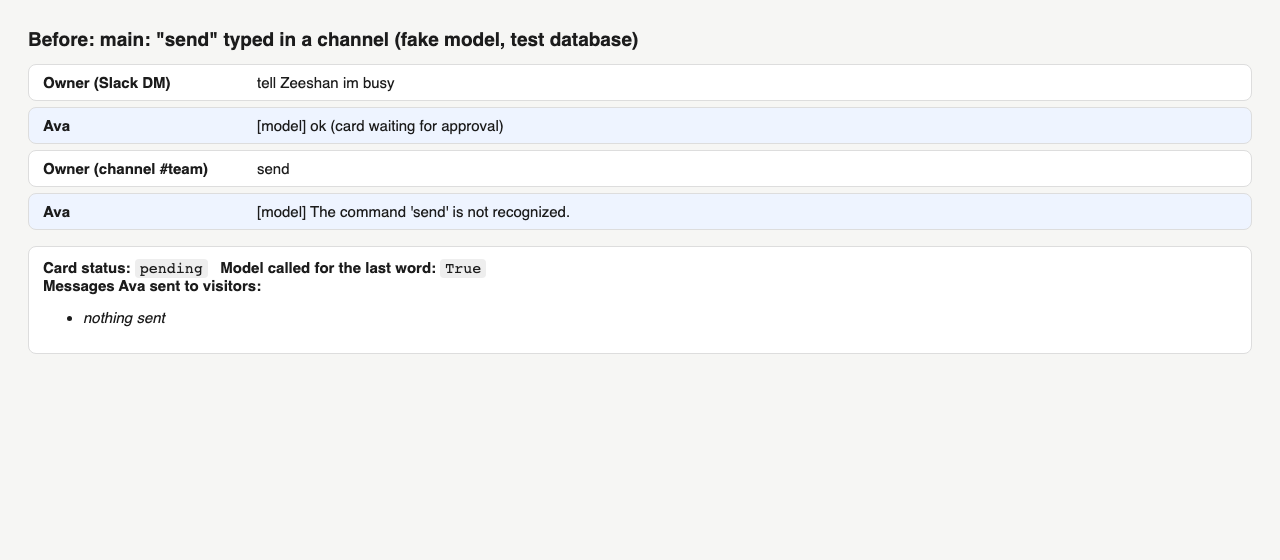 Before: main: "send" typed in a channel (fake model, test database)
Owner (Slack DM) tell Zeeshan im busy
Ava [model] ok (card waiting for approval)
Owner (channel #team) send
Ava [model] The command 'send' is not recognized.
Card status: pending Model called for the last word: True
Messages Ava sent to visitors:
• nothing sent